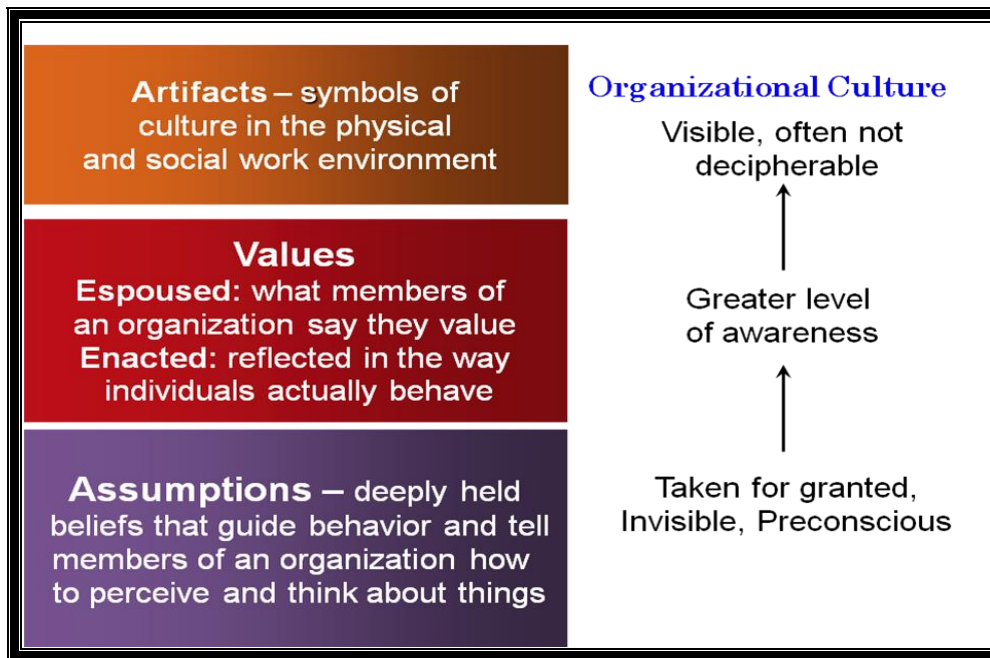 Artifacts – symbols of
culture in the physical
and social work environment
Values
Espoused: what members of
an organization say they value
Enacted: reflected in the way
individuals actually behave
Assumptions – deeply held
beliefs that guide behavior and tell
members of an organization how
to perceive and think about things
Organizational Culture
Visible, often not
decipherable
Greater level
of awareness
Taken for granted,
Invisible, Preconscious